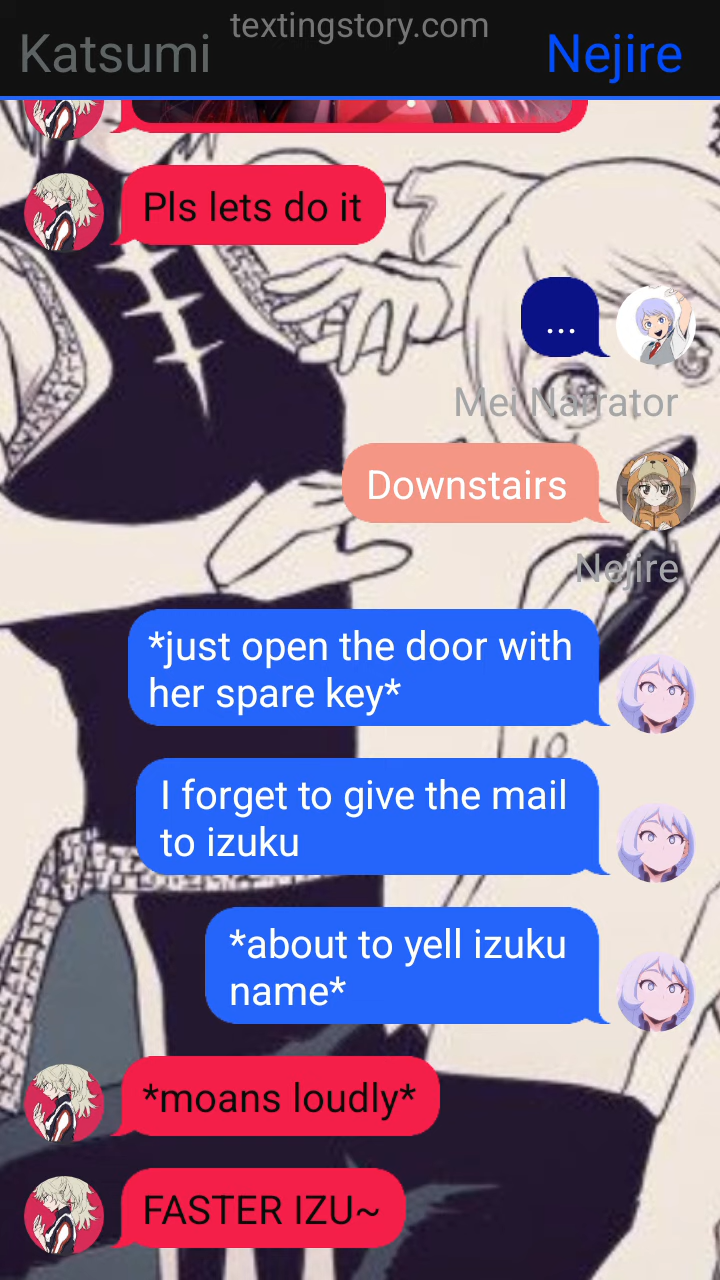 textingstory.com
Katsumi
Nejire
Pls lets do it
...
Mei Narrator
Downstairs
Nejire
*just open the door with
her spare key*
I forget to give the mail
to izuku
*about to yell izuku
name*
*moans loudly*
FASTER IZU~